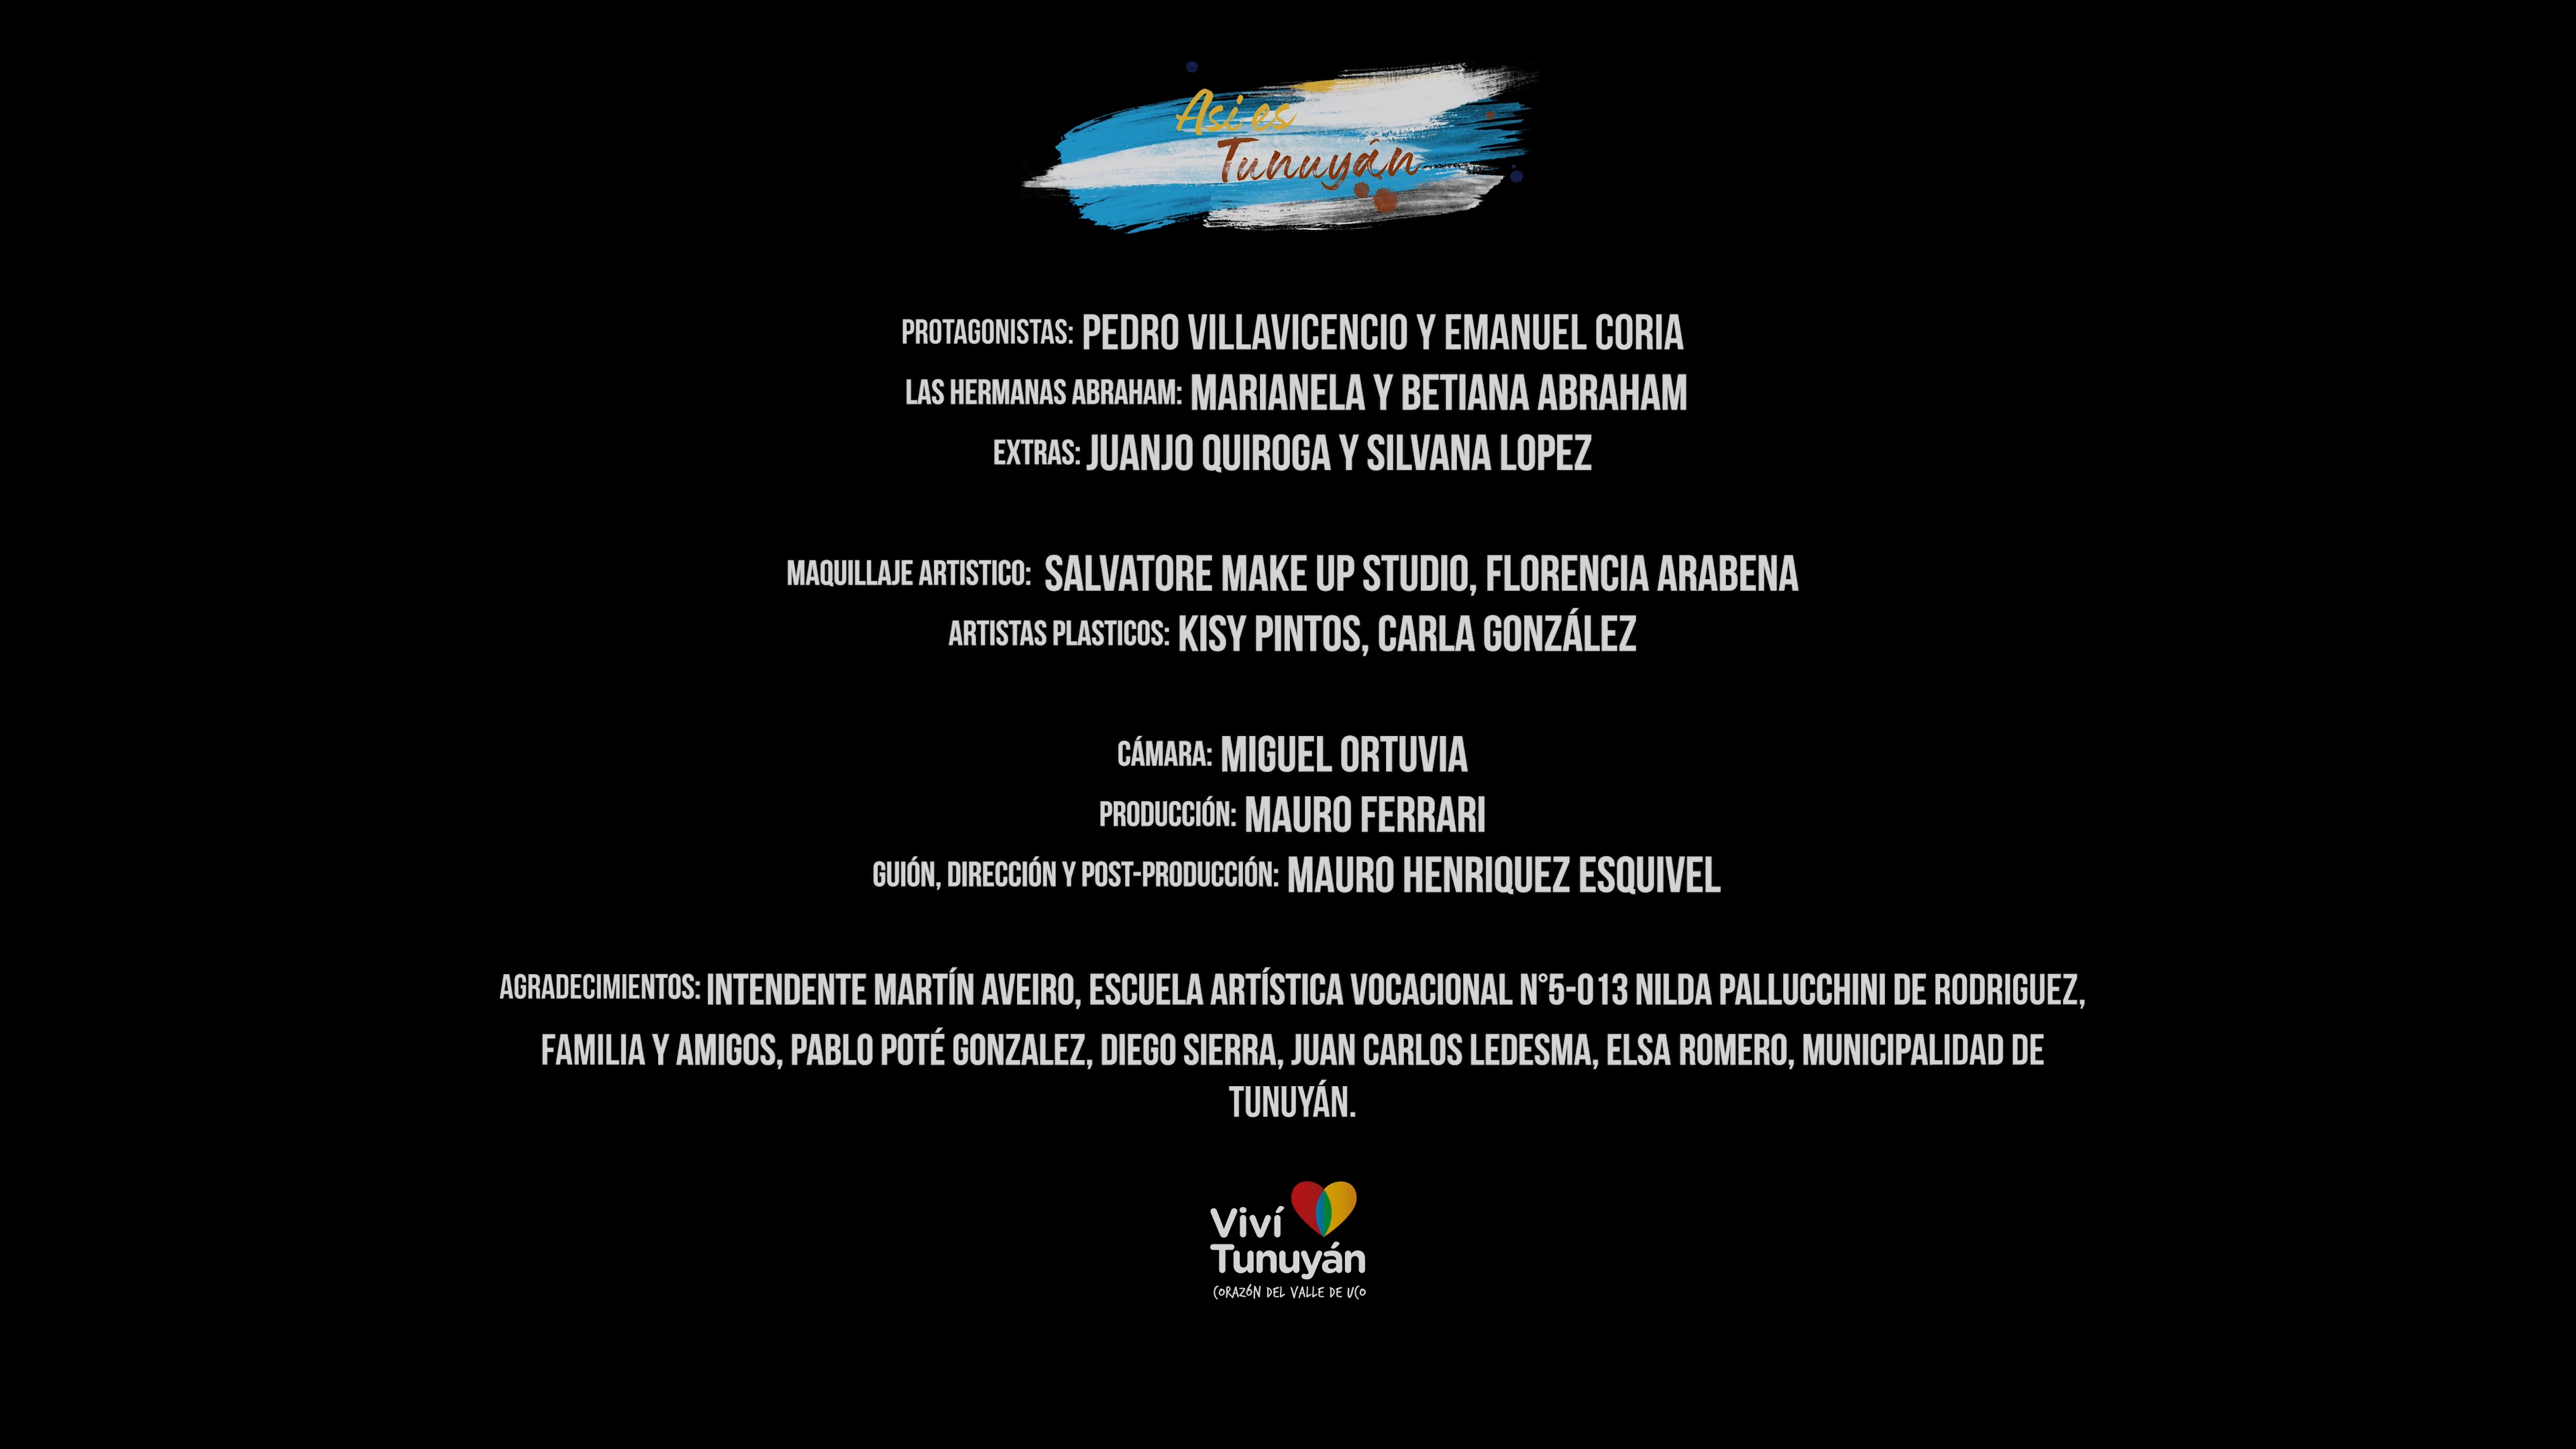 Asi es
Tunuyán
PROTAGONISTAS: PEDRO VILLAVICENCIO Y EMANUEL CORIA
LAS HERMANAS ABRAHAM: MARIANELA Y BETIANA ABRAHAM
EXTRAS: JUANJO QUIROGA Y SILVANA LOPEZ
MAQUILLAJE ARTISTICO: SALVATORE MAKE UP STUDIO, FLORENCIA ARABENA
ARTISTAS PLASTICOS: KISY PINTOS, CARLA GONZÁLEZ
CÁMARA: MIGUEL ORTUVIA
PRODUCCIÓN: MAURO FERRARI
GUIÓN, DIRECCIÓN Y POST-PRODUCCIÓN: MAURO HENRIQUEZ ESQUIVEL
AGRADECIMIENTOS: INTENDENTE MARTÍN AVEIRO, ESCUELA ARTÍSTICA VOCACIONAL N°5-013 NILDA PALLUCCHINI DE RODRIGUEZ,
FAMILIA Y AMIGOS, PABLO POTÉ GONZALEZ, DIEGO SIERRA, JUAN CARLOS LEDESMA, ELSA ROMERO, MUNICIPALIDAD DE
TUNUYÁN.
Viví
Tunuyán
CORAZÓN DEL VALLE DE UCO